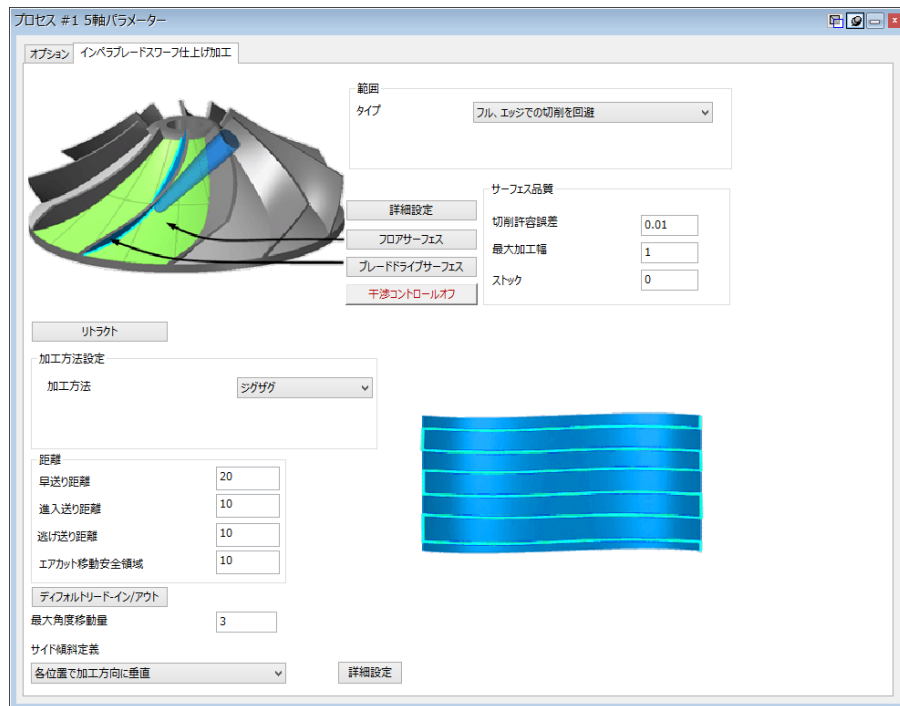 プロセス #1 5軸パラメーター
オプション
インペラブレードスワーフ仕上げ加工
範囲
タイプ
フル、エッジでの切削を回避
詳細設定
フロアサーフェス
ブレードドライブサーフェス
干渉コントロールオフ
サーフェス品質
切削許容誤差
0.01
最大加工幅
1
ストック
0
リトラクト
加工方法設定
加工方法
ジグザグ
距離
早送り距離
20
進入送り距離
10
逃げ送り距離
10
エアカット移動安全領域
10
ディフォルトリード-イン/アウト
最大角度移動量
3
サイド傾斜定義
各位置で加工方向に垂直
詳細設定